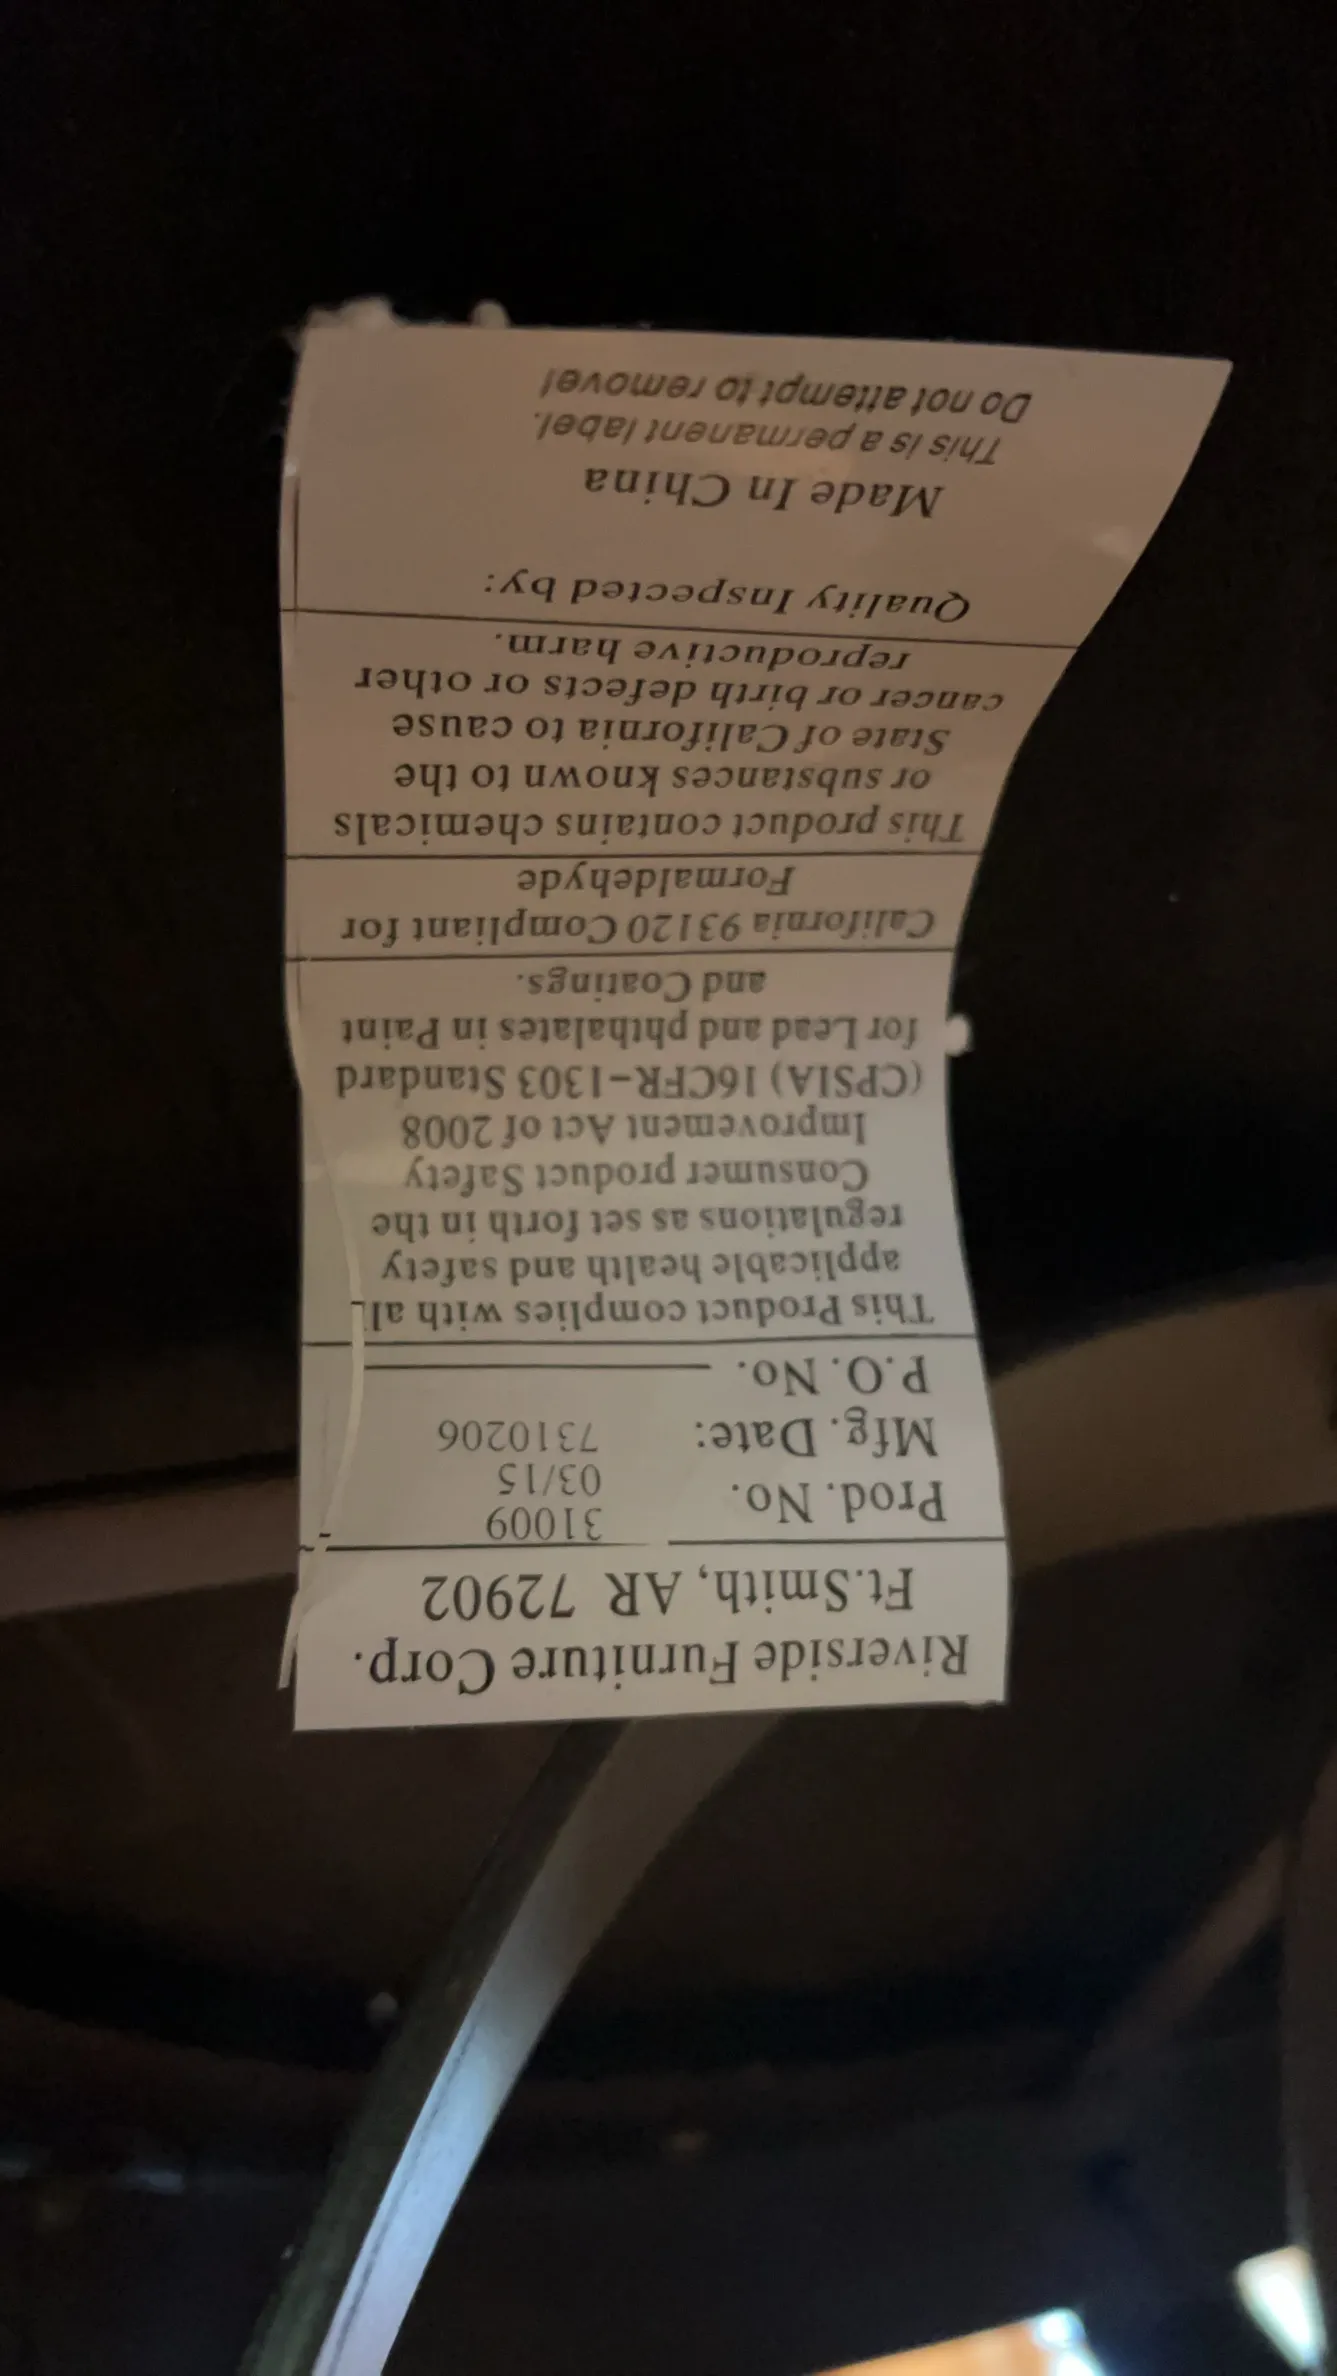 Riverside Furniture Corp.
Ft.Smith, AR 72902
Prod. No. 31009
03/15
Mfg. Date: 7310206
P.O. No.
This Product complies with al
applicable health and safety
regulations as set forth in the
Consumer product Safety
Improvement Act of 2008
(CPSIA) 16CFR-1303 Standard
for Lead and phthalates in Paint
and Coatings.
California 93120 Compliant for
Formaldehyde
This product contains chemicals
or substances known to the
State of California to cause
cancer or birth defects or other
reproductive harm.
Quality Inspected by:
Made In China
This is a permanent label.
Do not attempt to remove!